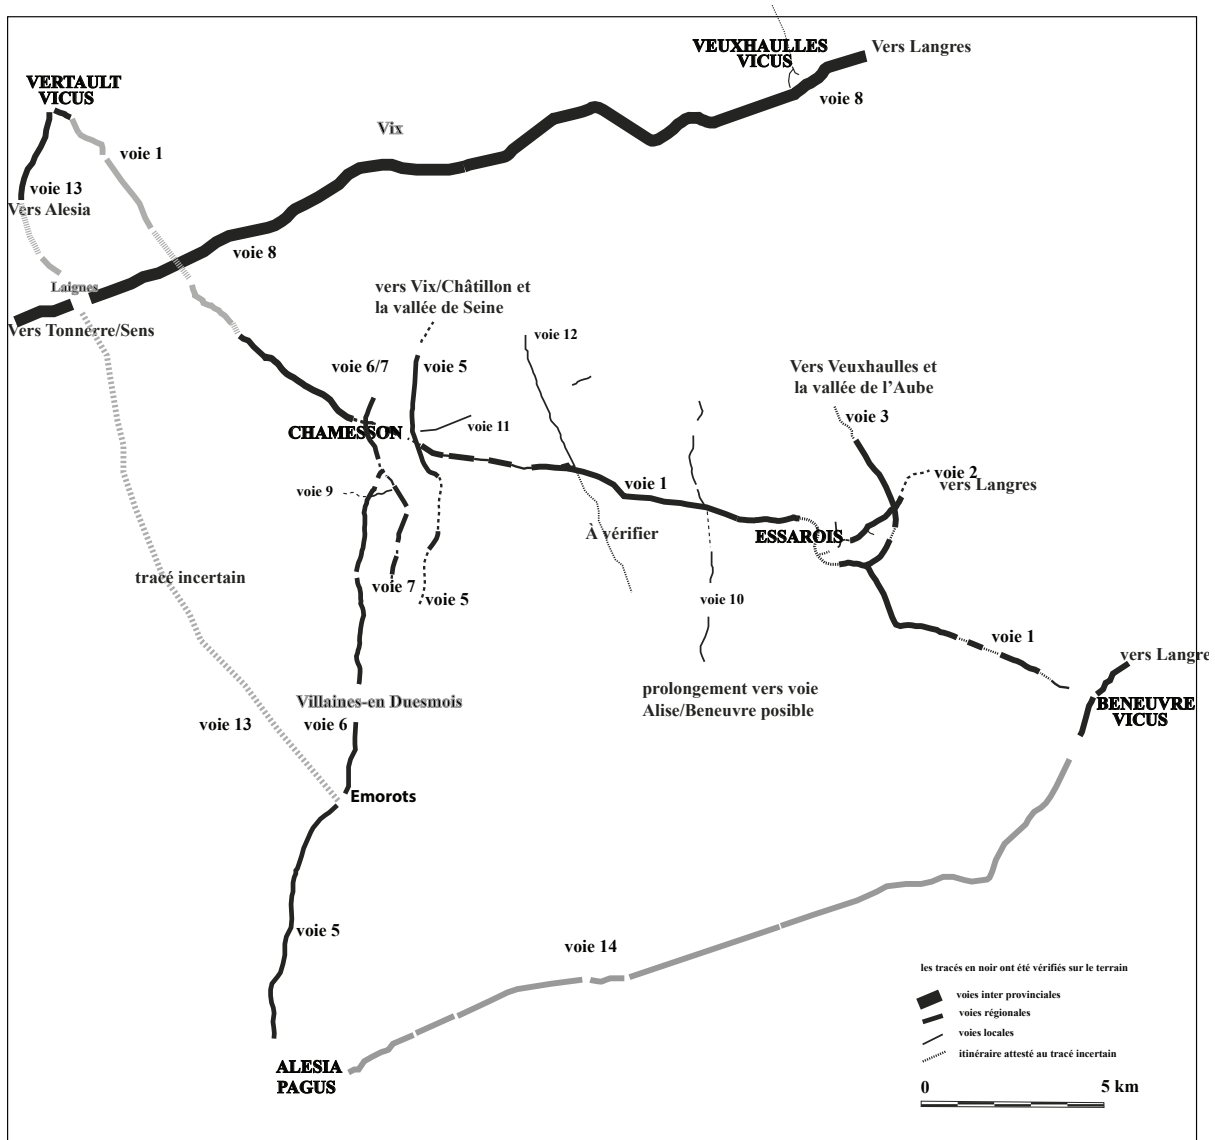 VEUXHAULLES
VICUS
Vers Langres
VERTAULT
VICUS
voie 8
Vix
voie 1
voie 13
Vers Alesia
voie 8
Laignes
vers Vix/Châtillon et
la vallée de Seine
Vers Tonnerre/Sens
voie 12
voie 6/7
voie 5
Vers Veuxhaulles et
la vallée de l'Aube
voie 3
CHAMESSON
voie 11
voie 2
vers Langres
voie 9
voie 1
À vérifier
ESSAROIS
tracé incertain
voie 7
voie 5
voie 10
voie 1
vers Langre
prolongement vers voie
Alise/Beneuvre posible
Villaines-en Duesmois
BENEUVRE
VICUS
voie 13
voie 6
Emorots
voie 5
voie 14
les tracés en noir ont été vérifiés sur le terrain
voies inter provinciales
voies régionales
voies locales
itinéraire attesté au tracé incertain
ALESIA
PAGUS
0 5 km